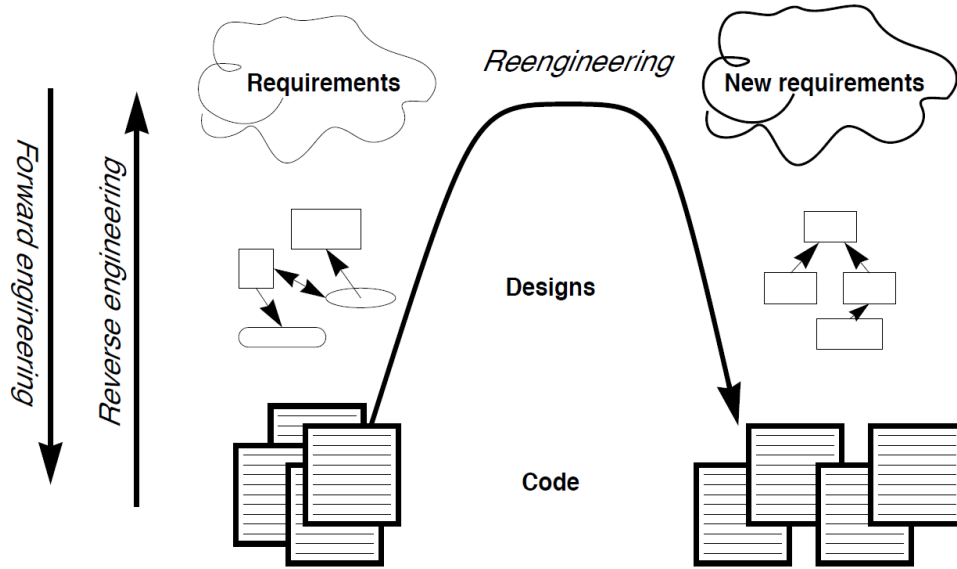 Requirements
Reengineering
New requirements
Forward engineering
Reverse engineering
Designs
Code